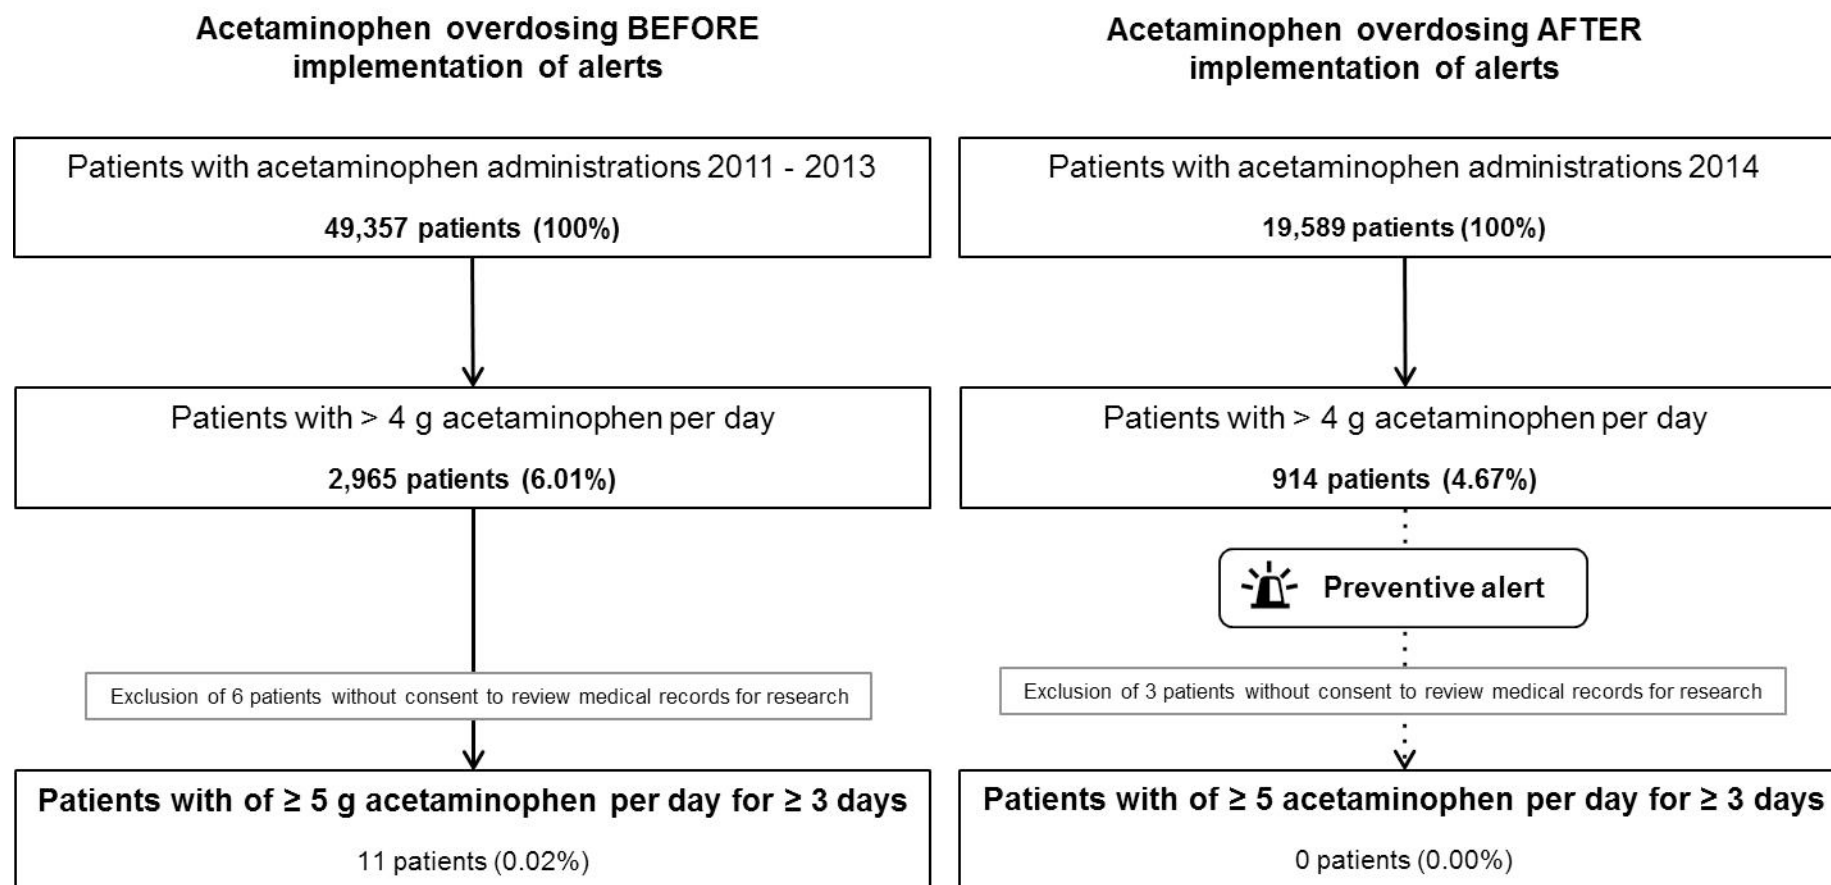 Acetaminophen overdosing BEFORE
implementation of alerts
Patients with acetaminophen administrations 2011 - 2013
49,357 patients (100%)
Patients with > 4 g acetaminophen per day
2,965 patients (6.01%)
Exclusion of 6 patients without consent to review medical records for research
Patients with of ≥ 5 g acetaminophen per day for ≥ 3 days
11 patients (0.02%)
Acetaminophen overdosing AFTER
implementation of alerts
Patients with acetaminophen administrations 2014
19,589 patients (100%)
Patients with > 4 g acetaminophen per day
914 patients (4.67%)
Preventive alert
Exclusion of 3 patients without consent to review medical records for research
Patients with of ≥ 5 acetaminophen per day for ≥ 3 days
0 patients (0.00%)